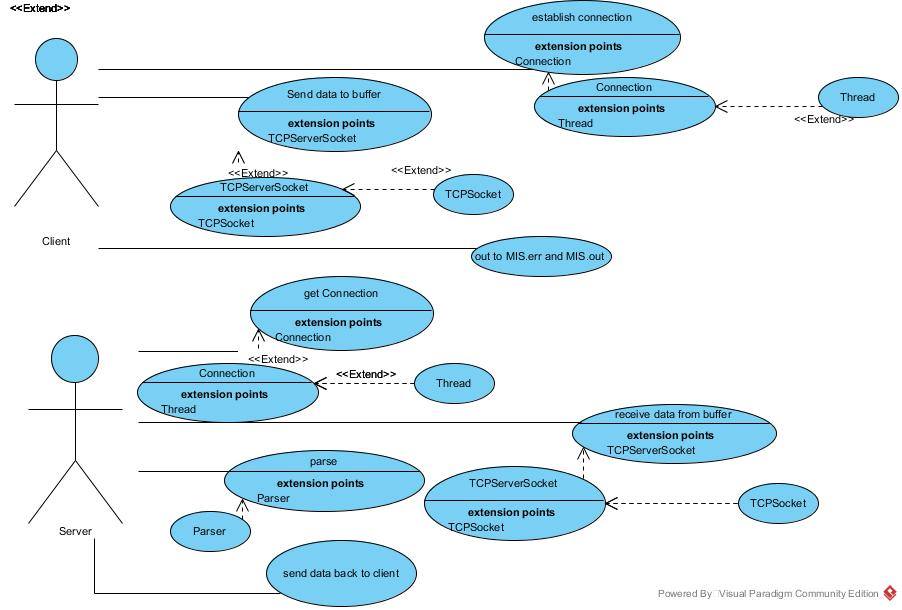 <<Extend>>
establish connection
extension points
Connection
Connection
extension points
Thread
Thread
<<Extend>>
Send data to buffer
extension points
TCPServerSocket
<<Extend>>
<<Extend>>
TCPServerSocket
extension points
TCPSocket
TCPSocket
Client
out to MIS.err and MIS.out
get Connection
extension points
Connection
<<Extend>>
Connection
extension points
Thread
<<Extend>>
Thread
receive data from buffer
extension points
TCPServerSocket
parse
extension points
Parser
TCPServerSocket
extension points
TCPSocket
TCPSocket
Parser
Server
send data back to client
Powered By Visual Paradigm Community Edition